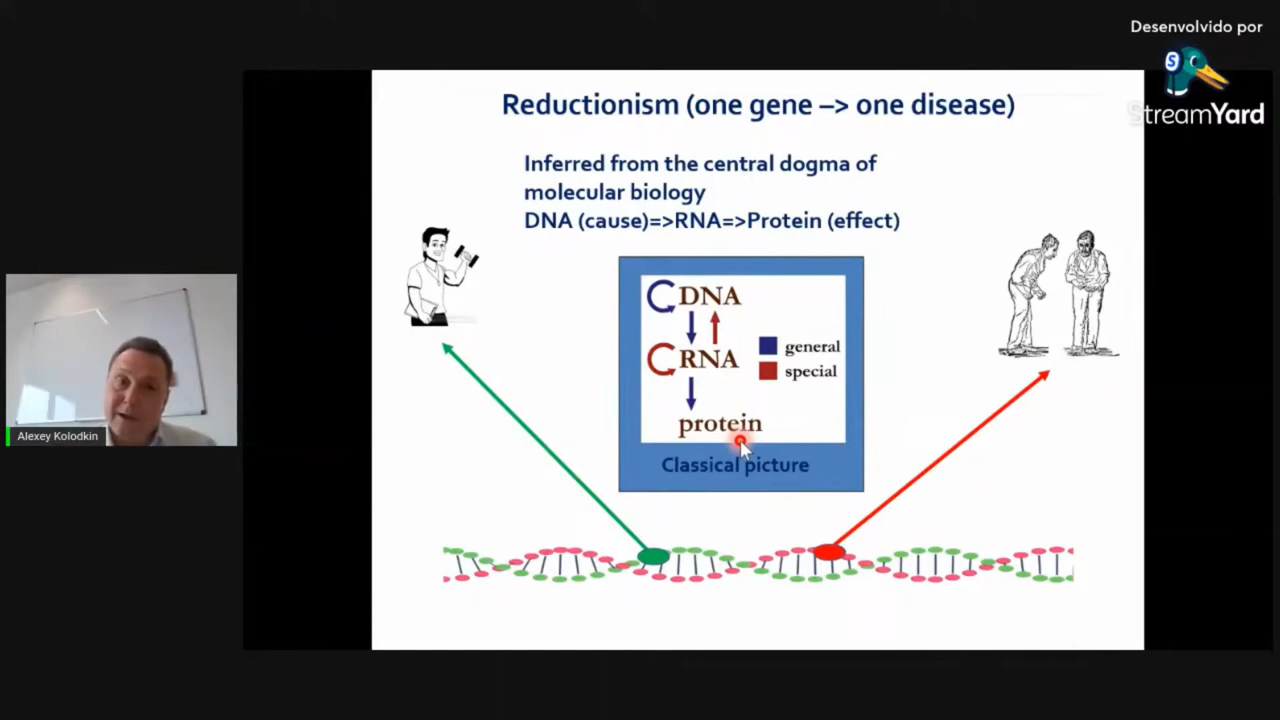 Desenvolvido por
StreamYard
Reductionism (one gene –> one disease)
Inferred from the central dogma of
molecular biology
DNA (cause)=>RNA=>Protein (effect)
DNA
RNA
protein
general
special
Classical picture
Alexey Kolodkin